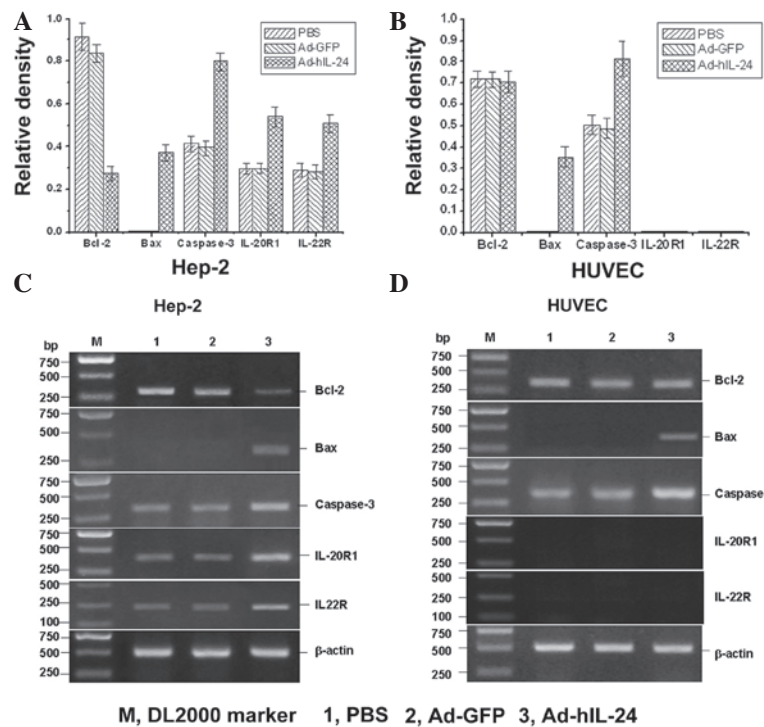 A
Relative density
1.0
0.8
0.6
0.4
0.2
0.0
PBS
Ad-GFP
Ad-hIL-24
Bcl-2 Bax Caspase-3 IL-20R1 IL-22R
Hep-2
B
Relative density
1.0
0.9
0.8
0.7
0.6
0.5
0.4
0.3
0.2
0.1
0.0
PBS
Ad-GFP
Ad-hIL-24
Bcl-2 Bax Caspase-3 IL-20R1 IL-22R
HUVEC
C
Hep-2
bp M 1 2 3
750
500
250
Bcl-2
750
500
250
Bax
750
500
250
Caspase-3
750
500
250
IL-20R1
500
250
100
IL22R
750
500
250
β-actin
D
HUVEC
bp M 1 2 3
750
500
250
Bcl-2
750
500
250
Bax
750
500
250
Caspase
750
500
250
IL-20R1
500
250
100
IL-22R
750
500
250
β-actin
M, DL2000 marker 1, PBS 2, Ad-GFP 3, Ad-hIL-24